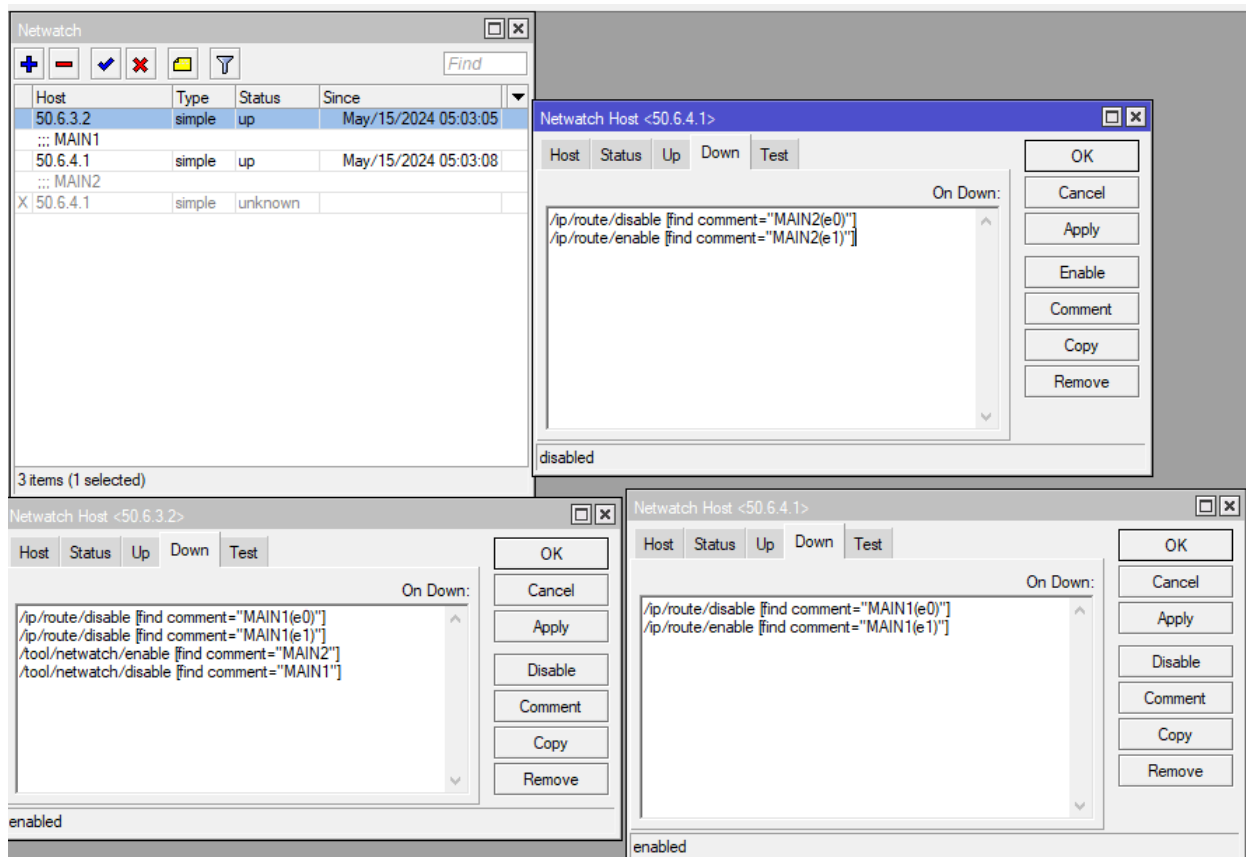 Netwatch
Find
Host Type Status Since
50.6.3.2 simple up May/15/2024 05:03:05
::: MAIN1
50.6.4.1 simple up May/15/2024 05:03:08
::: MAIN2
X 50.6.4.1 simple unknown
3 items (1 selected)
Netwatch Host <50.6.4.1>
Host Status Up Down Test
On Down:
/ip/route/disable [find comment="MAIN2(e0)"]
/ip/route/enable [find comment="MAIN2(e1)"]
OK
Cancel
Apply
Enable
Comment
Copy
Remove
disabled
Netwatch Host <50.6.3.2>
Host Status Up Down Test
On Down:
/ip/route/disable [find comment="MAIN1(e0)"]
/ip/route/disable [find comment="MAIN1(e1)"]
/tool/netwatch/enable [find comment="MAIN2"]
/tool/netwatch/disable [find comment="MAIN1"]
OK
Cancel
Apply
Disable
Comment
Copy
Remove
enabled
Netwatch Host <50.6.4.1>
Host Status Up Down Test
On Down:
/ip/route/disable [find comment="MAIN1(e0)"]
/ip/route/enable [find comment="MAIN1(e1)"]
OK
Cancel
Apply
Disable
Comment
Copy
Remove
enabled